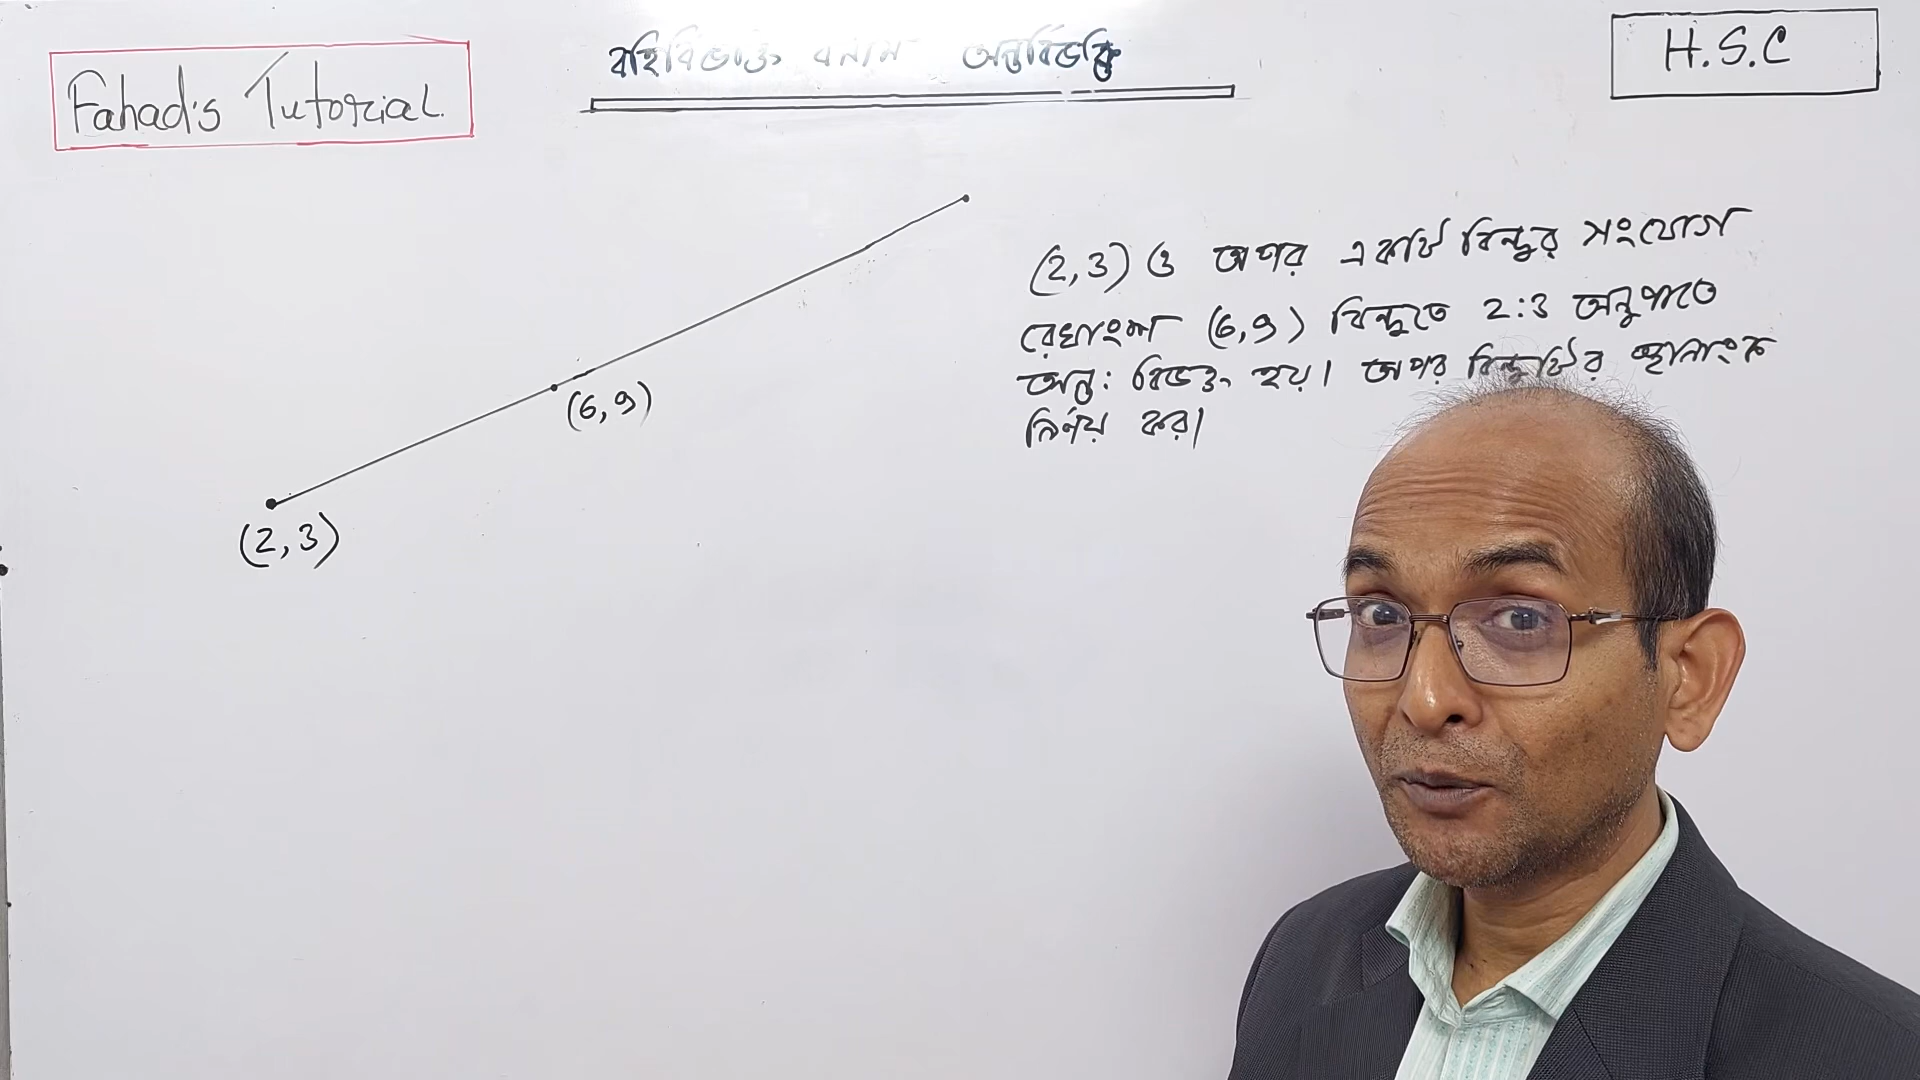 Fahad's Tutorial
বহির্বিভক্তি বনাম অন্তর্বিভক্তি
H.S.C
(2,3) ও অপর একটি বিন্দুর সংযোগ
রেখাংশ (6,9) বিন্দুতে 2:3 অনুপাতে
অন্ত: বিভক্ত হয়। অপর বিন্দুটির স্থানাংক
নির্ণয় কর।
(6,9)
(2,3)